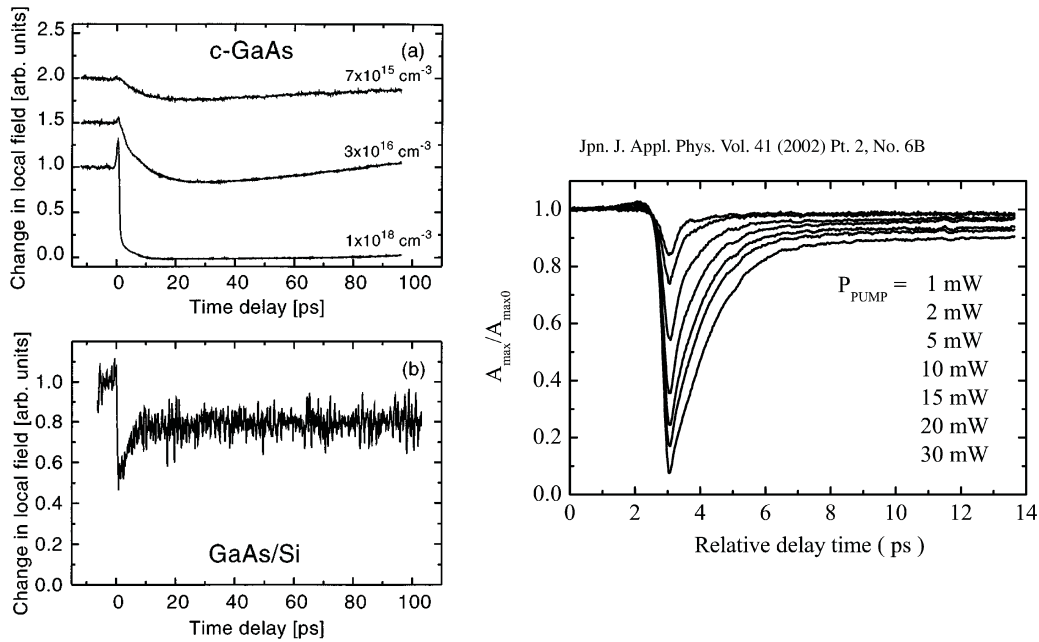 Change in local field [arb. units]
c-GaAs
(a)
7x10¹⁵ cm⁻³
3x10¹⁶ cm⁻³
1x10¹⁸ cm⁻³
2.5
2.0
1.5
1.0
0.5
0.0
0 20 40 60 80 100
Time delay [ps]
Change in local field [arb. units]
(b)
GaAs/Si
1.0
0.8
0.6
0.4
0.2
0.0
0 20 40 60 80 100
Time delay [ps]
Jpn. J. Appl. Phys. Vol. 41 (2002) Pt. 2, No. 6B
A_max/A_max0
1.0
0.8
0.6
0.4
0.2
0.0
P_PUMP = 1 mW
2 mW
5 mW
10 mW
15 mW
20 mW
30 mW
0 2 4 6 8 10 12 14
Relative delay time ( ps )